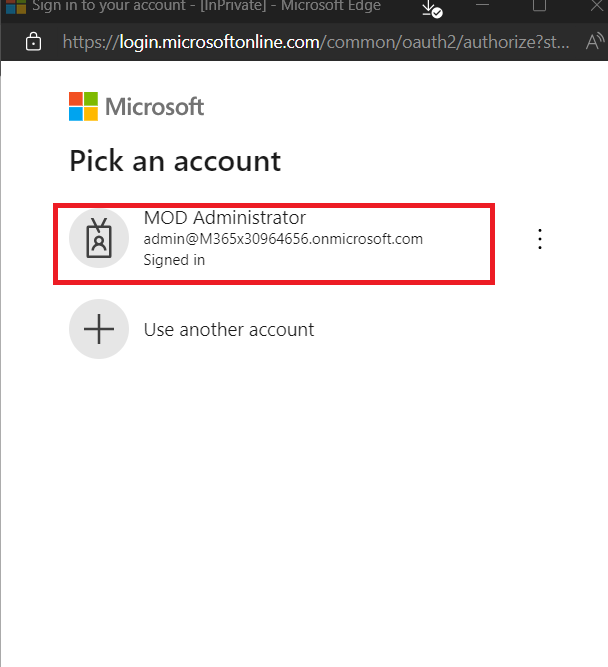 Sign in to your account - [InPrivate] - Microsoft Edge
https://login.microsoftonline.com/common/oauth2/authorize?st...
Microsoft
Pick an account
MOD Administrator
admin@M365x30964656.onmicrosoft.com
Signed in
Use another account